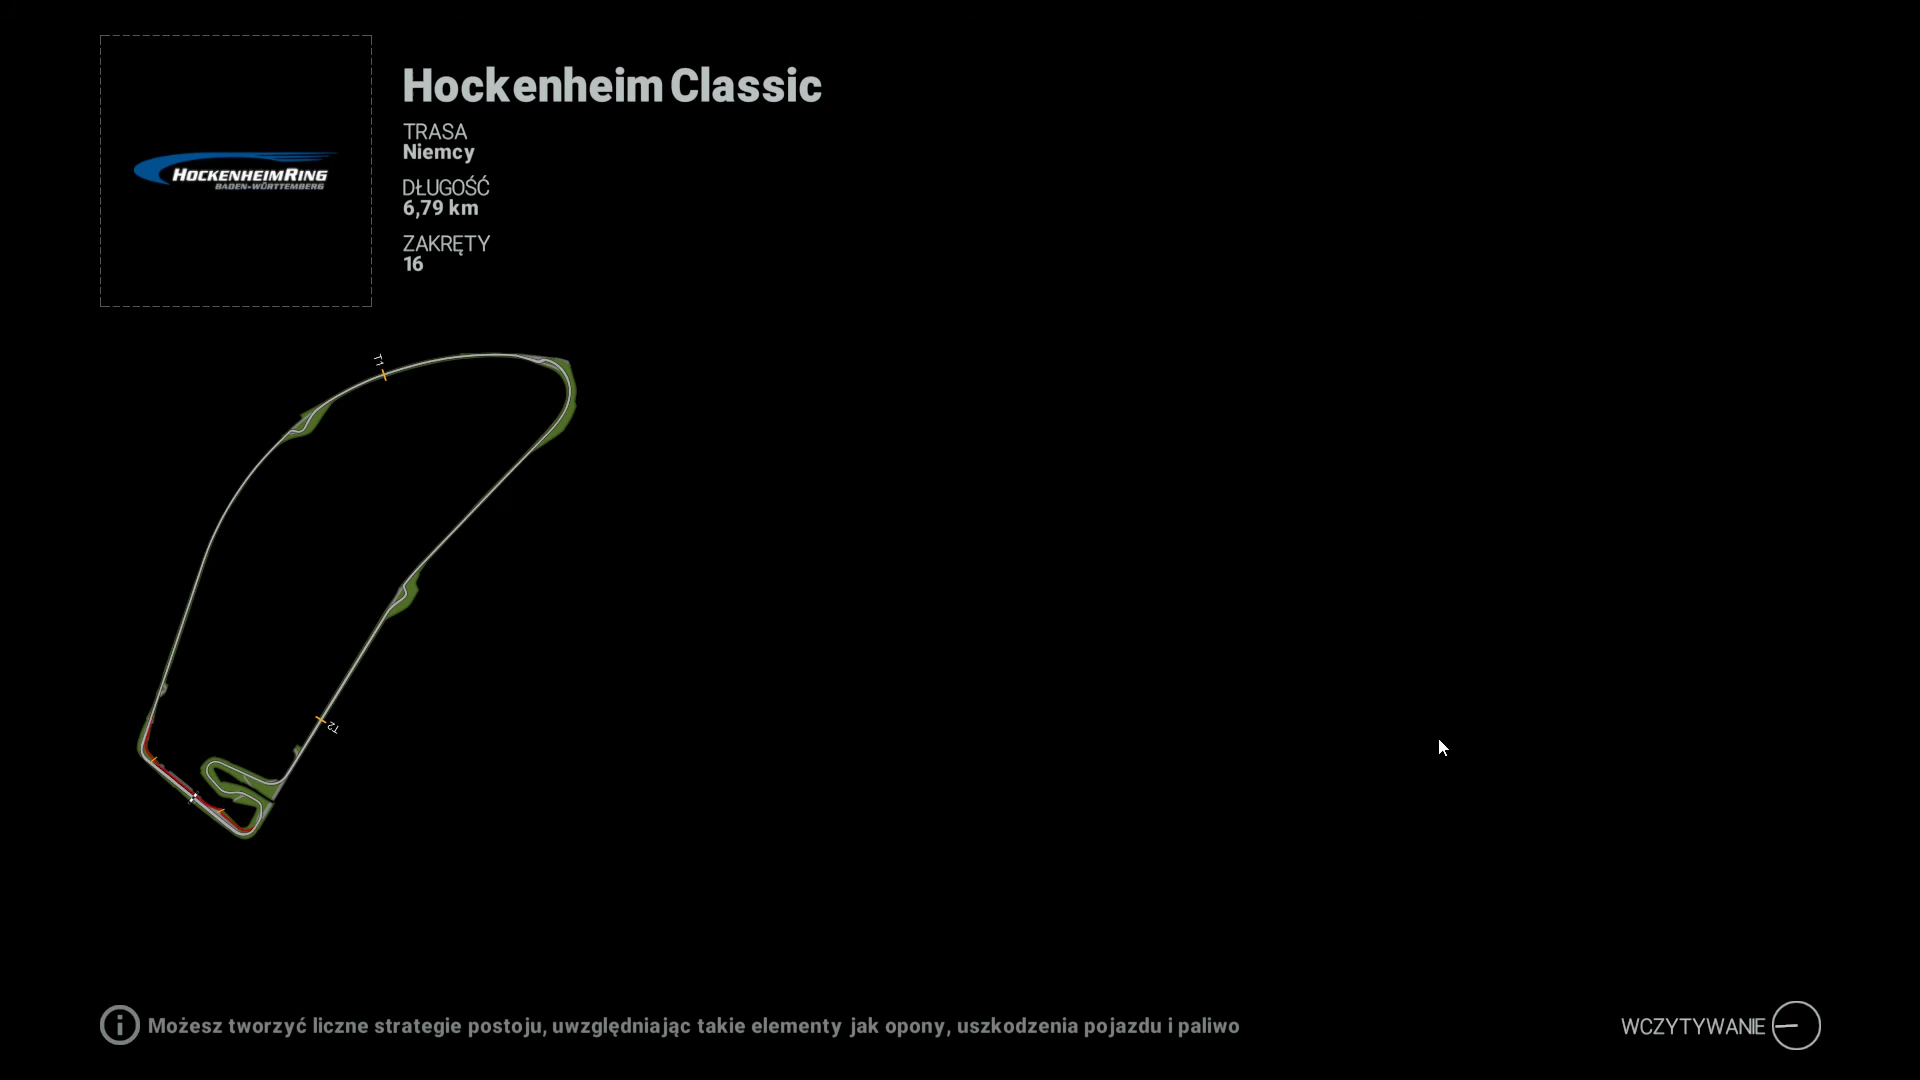 HOCKENHEIMRING
BADEN-WÜRTTEMBERG
Hockenheim Classic
TRASA
Niemcy
DŁUGOŚĆ
6,79 km
ZAKRĘTY
16
T1
T2
Możesz tworzyć liczne strategie postoju, uwzględniając takie elementy jak opony, uszkodzenia pojazdu i paliwo
WCZYTYWANIE